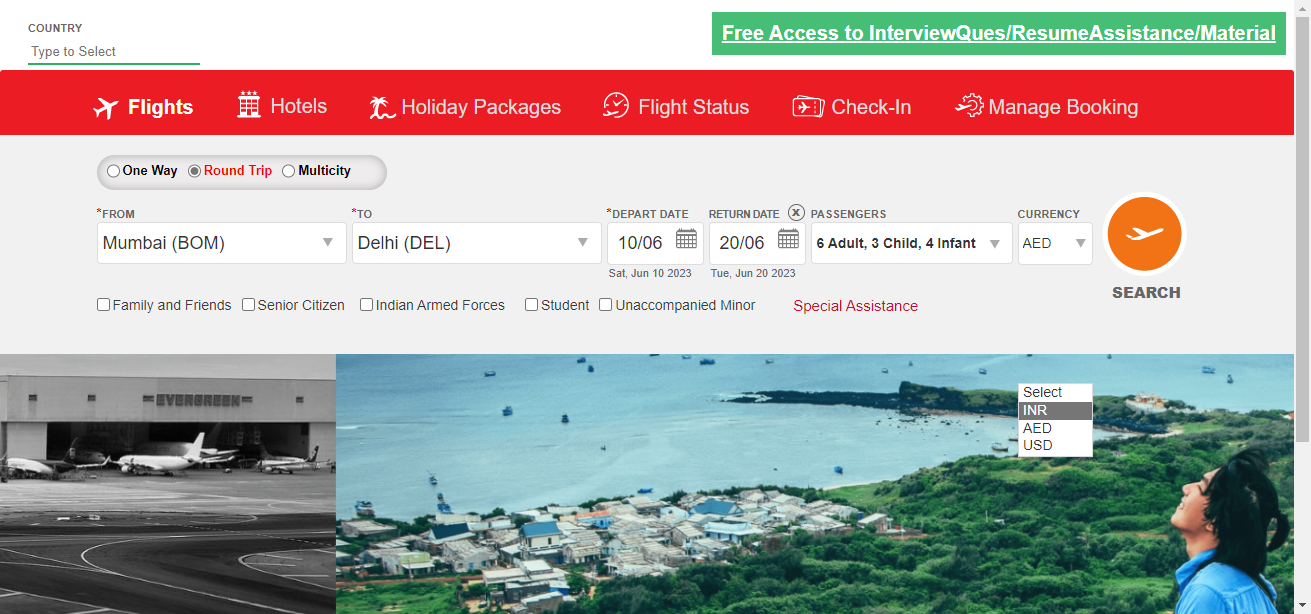 COUNTRY
Type to Select
Free Access to InterviewQues/ResumeAssistance/Material
Flights Hotels Holiday Packages Flight Status Check-In Manage Booking
One Way Round Trip Multicity
*FROM *TO *DEPART DATE RETURN DATE PASSENGERS CURRENCY
Mumbai (BOM) Delhi (DEL) 10/06 20/06 6 Adult, 3 Child, 4 Infant AED
Sat, Jun 10 2023 Tue, Jun 20 2023
SEARCH
Family and Friends Senior Citizen Indian Armed Forces Student Unaccompanied Minor Special Assistance
EVERGREEN
Select
INR
AED
USD